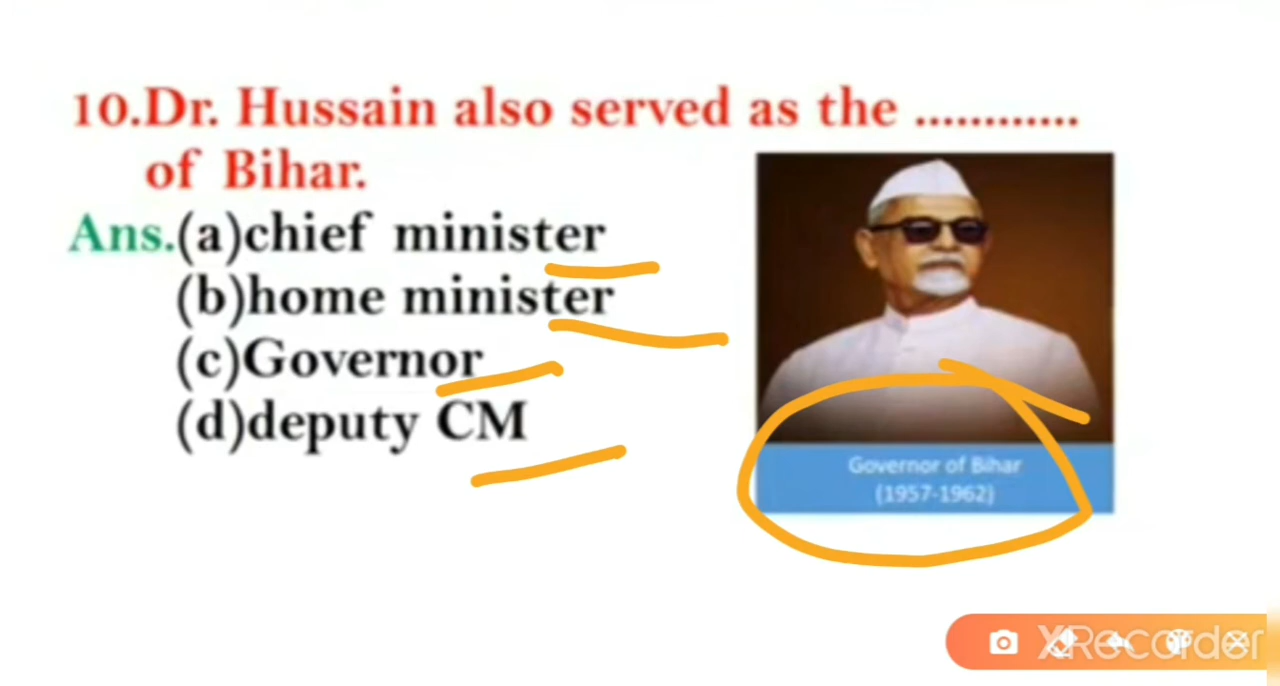 10.Dr. Hussain also served as the ............
of Bihar.
Ans.(a)chief minister
(b)home minister
(c)Governor
(d)deputy CM
Governor of Bihar
(1957-1962)
XRecorder